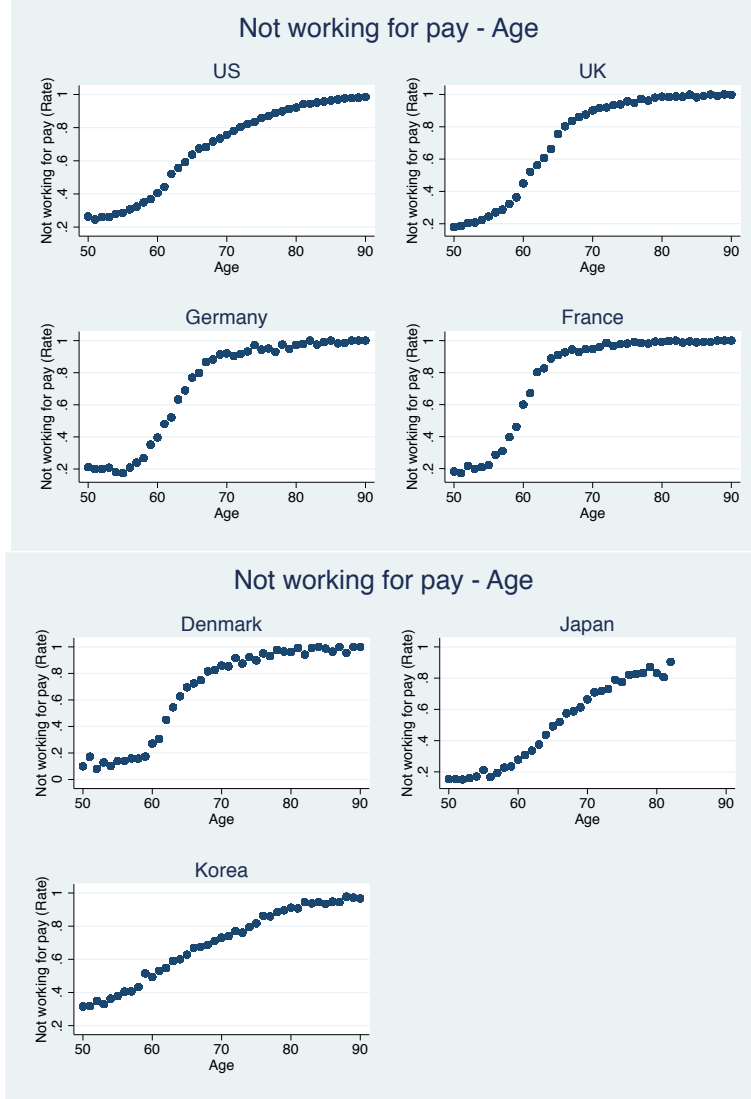 Not working for pay - Age
US
Not working for pay (Rate)
1
.8
.6
.4
.2
50 60 70 80 90
Age
UK
Not working for pay (Rate)
1
.8
.6
.4
.2
50 60 70 80 90
Age
Germany
Not working for pay (Rate)
1
.8
.6
.4
.2
50 60 70 80 90
Age
France
Not working for pay (Rate)
1
.8
.6
.4
.2
50 60 70 80 90
Age
Not working for pay - Age
Denmark
Not working for pay (Rate)
1
.8
.6
.4
.2
0
50 60 70 80 90
Age
Japan
Not working for pay (Rate)
1
.8
.6
.4
.2
50 60 70 80 90
Age
Korea
Not working for pay (Rate)
1
.8
.6
.4
.2
50 60 70 80 90
Age